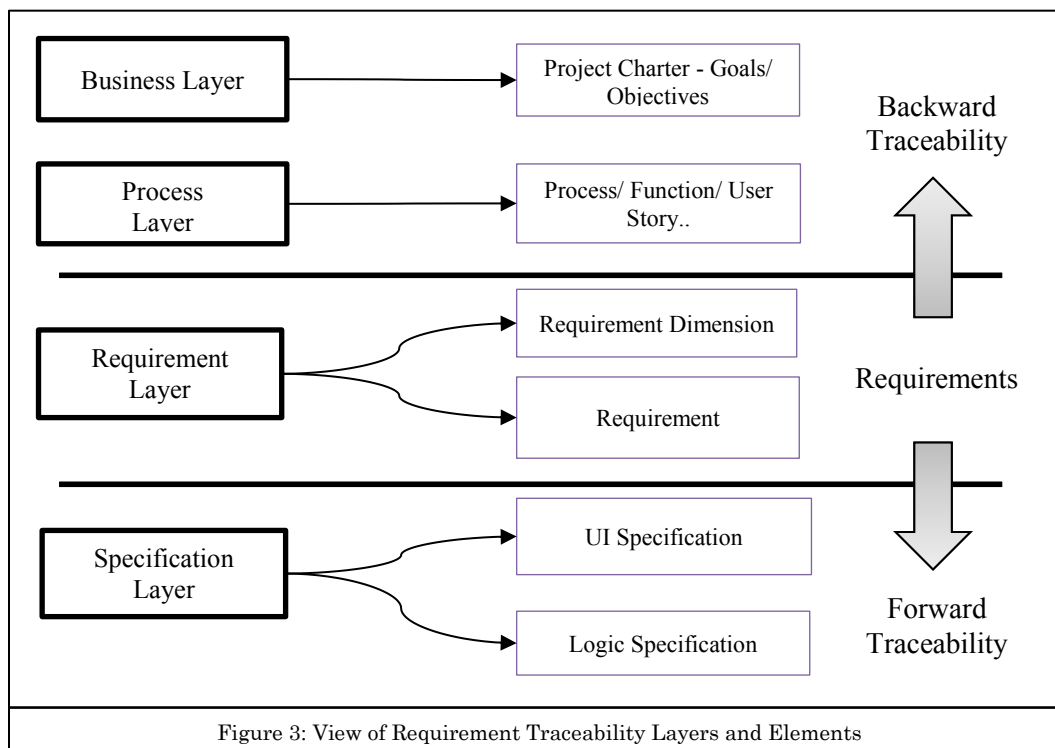 Business Layer
Project Charter - Goals/
Objectives
Backward
Traceability
Process
Layer
Process/ Function/ User
Story..
Requirement
Layer
Requirement Dimension
Requirement
Requirements
Specification
Layer
UI Specification
Logic Specification
Forward
Traceability
Figure 3: View of Requirement Traceability Layers and Elements